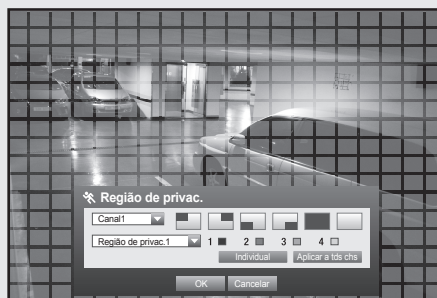 Região de privac.
Canal1
Região de privac.1 1 2 3 4
Individual Aplicar a tds chs
OK Cancelar